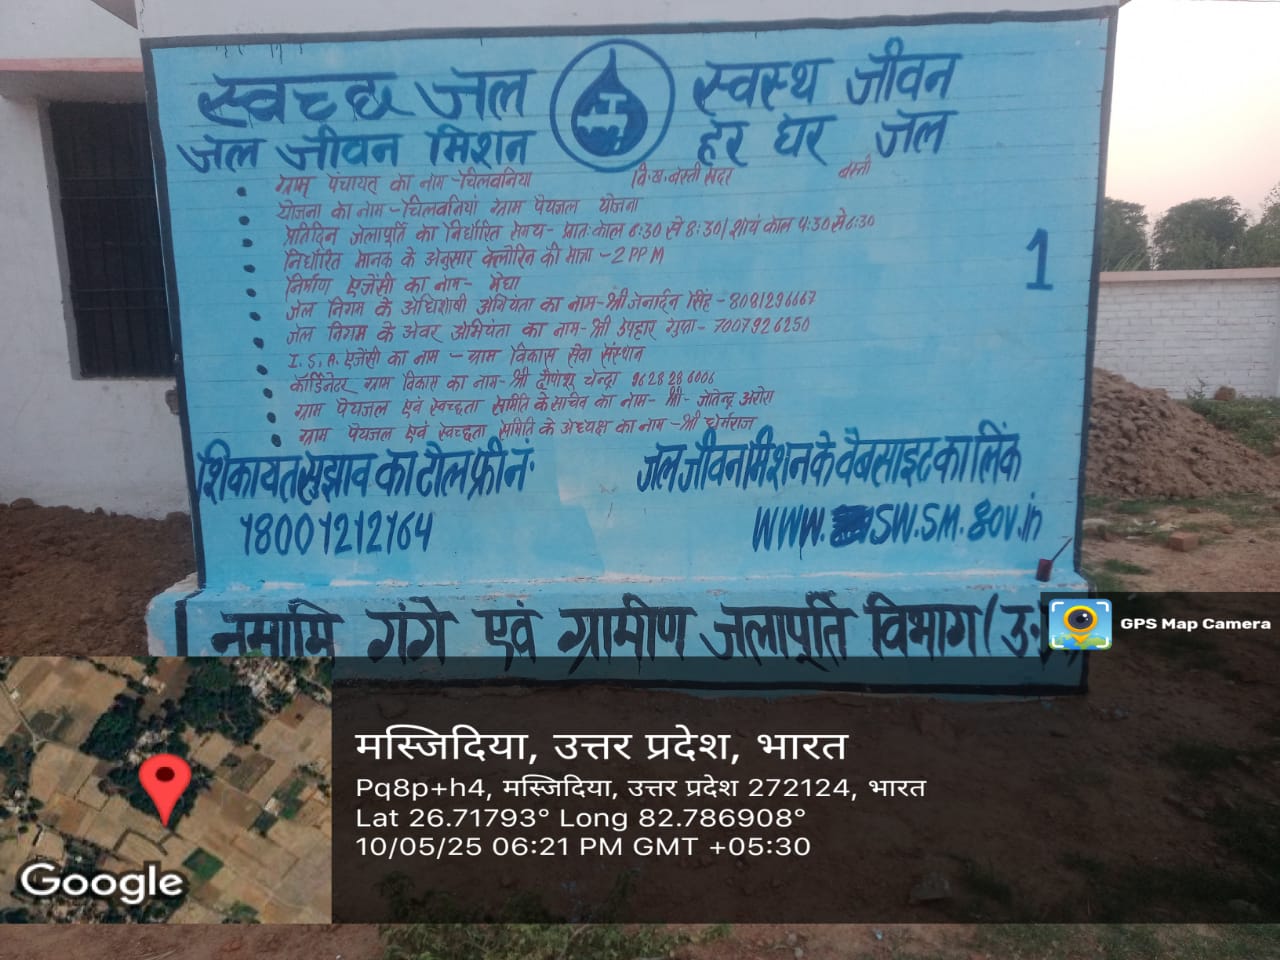 स्वच्छ जल स्वस्थ जीवन
जल जीवन मिशन हर घर जल
ग्राम पंचायत का नाम - चिलवनिया वि.ख. बस्ती सदर बस्ती
योजना का नाम - चिलवनियां ग्राम पेयजल योजना
प्रतिदिन जलापूर्ति का निर्धारित समय - प्रातः काल 6:30 से 8:30/ शायं काल 4:30 से 6:30
निर्धारित मानक के अनुसार क्लोरिन की मात्रा - 2 PPM
निर्माण एजेंसी का नाम - मेघा
जल निगम के अधिशाषी अभियंता का नाम - श्री जनार्दन सिंह - 8081296667
जल निगम के अवर अभियंता का नाम - श्री उपहार गुप्ता - 7007926250
I.S.A. एजेंसी का नाम - ग्राम विकास सेवा संस्थान
कॉर्डिनेटर ग्राम विकास का नाम - श्री चन्द्रा 9628286006
ग्राम पेयजल एवं स्वच्छता समिति के सचिव का नाम - श्री - अरोरा
ग्राम पेयजल एवं स्वच्छता समिति के अध्यक्ष का नाम - श्री धर्मराज
1
शिकायत सुझाव का टोल फ्री नं. जल जीवन मिशन के वेबसाइट का लिंक
18001212164 WWW.SW.SM.gov.in
नमामि गंगे एवं ग्रामीण जलापूर्ति विभाग (उ.
GPS Map Camera
मस्जिदिया, उत्तर प्रदेश, भारत
Pq8p+h4, मस्जिदिया, उत्तर प्रदेश 272124, भारत
Lat 26.71793° Long 82.786908°
10/05/25 06:21 PM GMT +05:30
Google